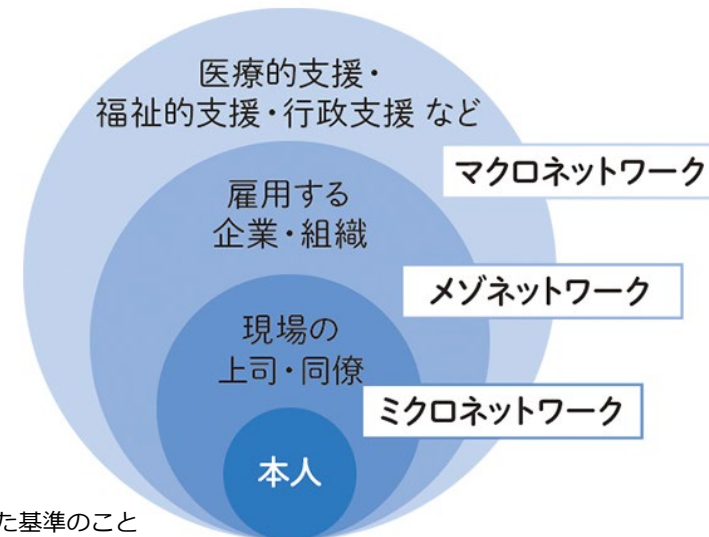 医療的支援・
福祉的支援・行政支援 など
マクロネットワーク
雇用する
企業・組織
メゾネットワーク
現場の
上司・同僚
ミクロネットワーク
本人
た基準のこと